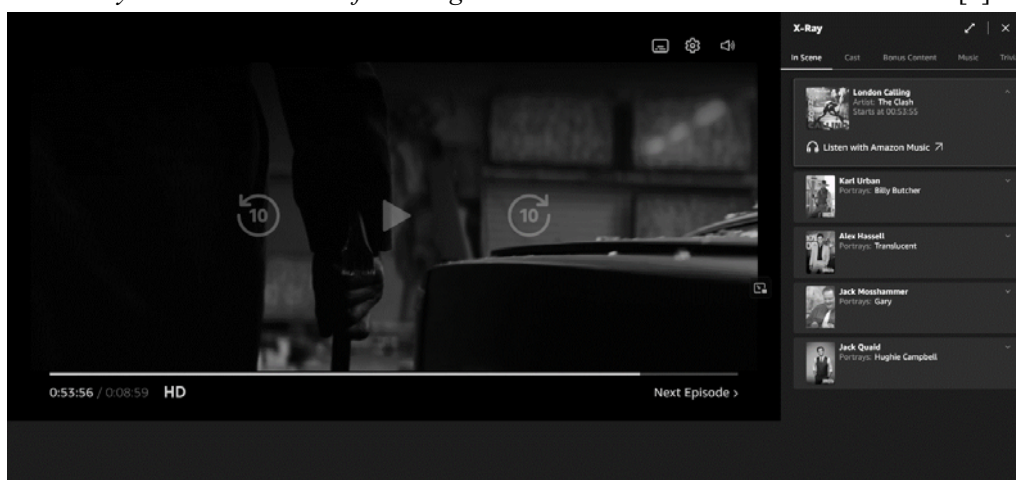 X-Ray
In Scene Cast Bonus Content Music
London Calling
Artist: The Clash
Starts at 00:53:55
CALLING
Listen with Amazon Music
Karl Urban
Portrays: Billy Butcher
Alex Hassell
Portrays: Translucent
Jack Mosshammer
Portrays: Gary
Jack Quaid
Portrays: Hughie Campbell
10
10
0:53:56 / 0:08:59 HD
Next Episode >